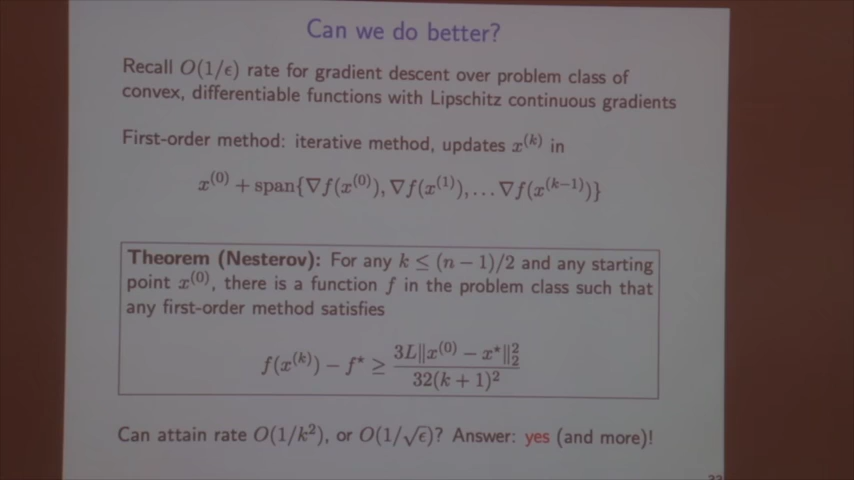 Can we do better?
Recall O(1/ϵ) rate for gradient descent over problem class of
convex, differentiable functions with Lipschitz continuous gradients
First-order method: iterative method, updates x^(k) in
x^(0) + span{∇f(x^(0)), ∇f(x^(1)), … ∇f(x^(k−1))}
Theorem (Nesterov): For any k ≤ (n − 1)/2 and any starting
point x^(0), there is a function f in the problem class such that
any first-order method satisfies
f(x^(k)) − f^⋆ ≥ 3L‖x^(0) − x^⋆‖₂² / 32(k + 1)²
Can attain rate O(1/k²), or O(1/√ϵ)? Answer: yes (and more)!